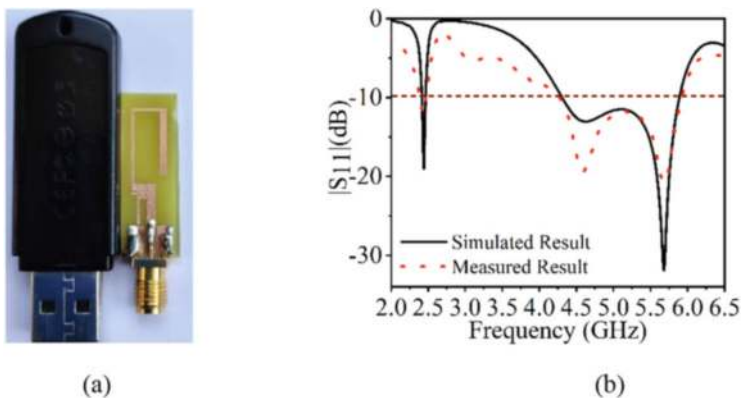 0
-10
-20
-30
|S11|(dB)
Simulated Result
Measured Result
2.0 2.5 3.0 3.5 4.0 4.5 5.0 5.5 6.0 6.5
Frequency (GHz)
(a)
(b)